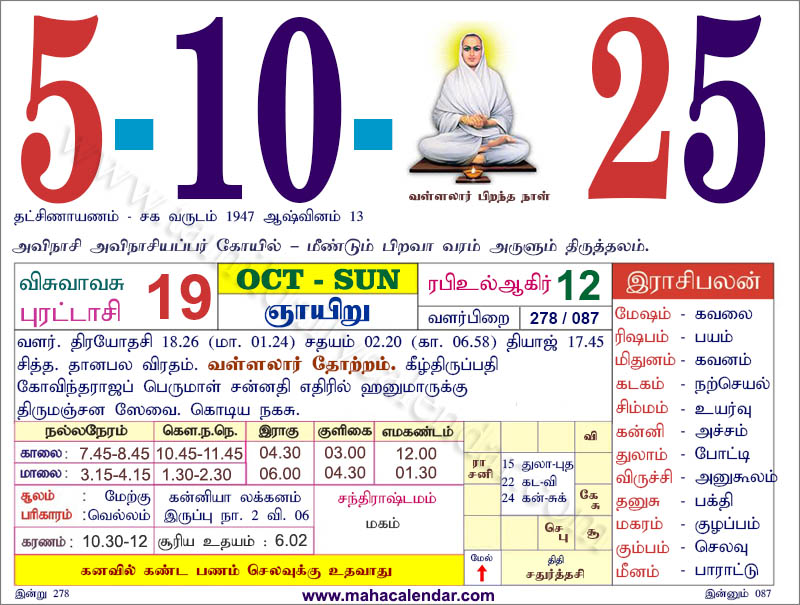 5-10-25
வள்ளலார் பிறந்த நாள்
தட்சிணாயணம் - சக வருடம் 1947 ஆஷ்வினம் 13
அவிநாசி அவிநாசியப்பர் கோயில் – மீண்டும் பிறவா வரம் அருளும் திருத்தலம்.
விசுவாவசு
புரட்டாசி 19
OCT - SUN
ஞாயிறு
ரபிஉல்ஆகிர் 12
வளர்பிறை 278 / 087
வளர். திரயோதசி 18.26 (மா. 01.24) சதயம் 02.20 (கா. 06.58) தியாஜ் 17.45
சித்த. தானபல விரதம். வள்ளலார் தோற்றம். கீழ்திருப்பதி
கோவிந்தராஜப் பெருமாள் சன்னதி எதிரில் ஹனுமாருக்கு
திருமஞ்சன ஸேவை. கொடிய நகசு.
நல்லநேரம் கௌ.ந.நெ. இராகு குளிகை எமகண்டம்
காலை: 7.45-8.45 10.45-11.45 04.30 03.00 12.00
மாலை: 3.15-4.15 1.30-2.30 06.00 04.30 01.30
சூலம் : மேற்கு
பரிகாரம் :வெல்லம்
கன்னியா லக்கனம்
இருப்பு நா. 2 வி. 06
சந்திராஷ்டமம்
மகம்
கரணம்: 10.30-12 சூரிய உதயம் : 6.02
கனவில் கண்ட பணம் செலவுக்கு உதவாது
வி
ரா
சனி
15 துலா-புத
22 கட-வி
24 கன்-சுக்
கே
சு
செ
பு
சூ
மேல்
↑
திதி
சதுர்த்தசி
இராசிபலன்
மேஷம் - கவலை
ரிஷபம் - பயம்
மிதுனம் - கவனம்
கடகம் - நற்செயல்
சிம்மம் - உயர்வு
கன்னி - அச்சம்
துலாம் - போட்டி
விருச்சி - அனுகூலம்
தனுசு - பக்தி
மகரம் - குழப்பம்
கும்பம் - செலவு
மீனம் - பாராட்டு
இன்று 278
www.mahacalendar.com
இன்னும் 087